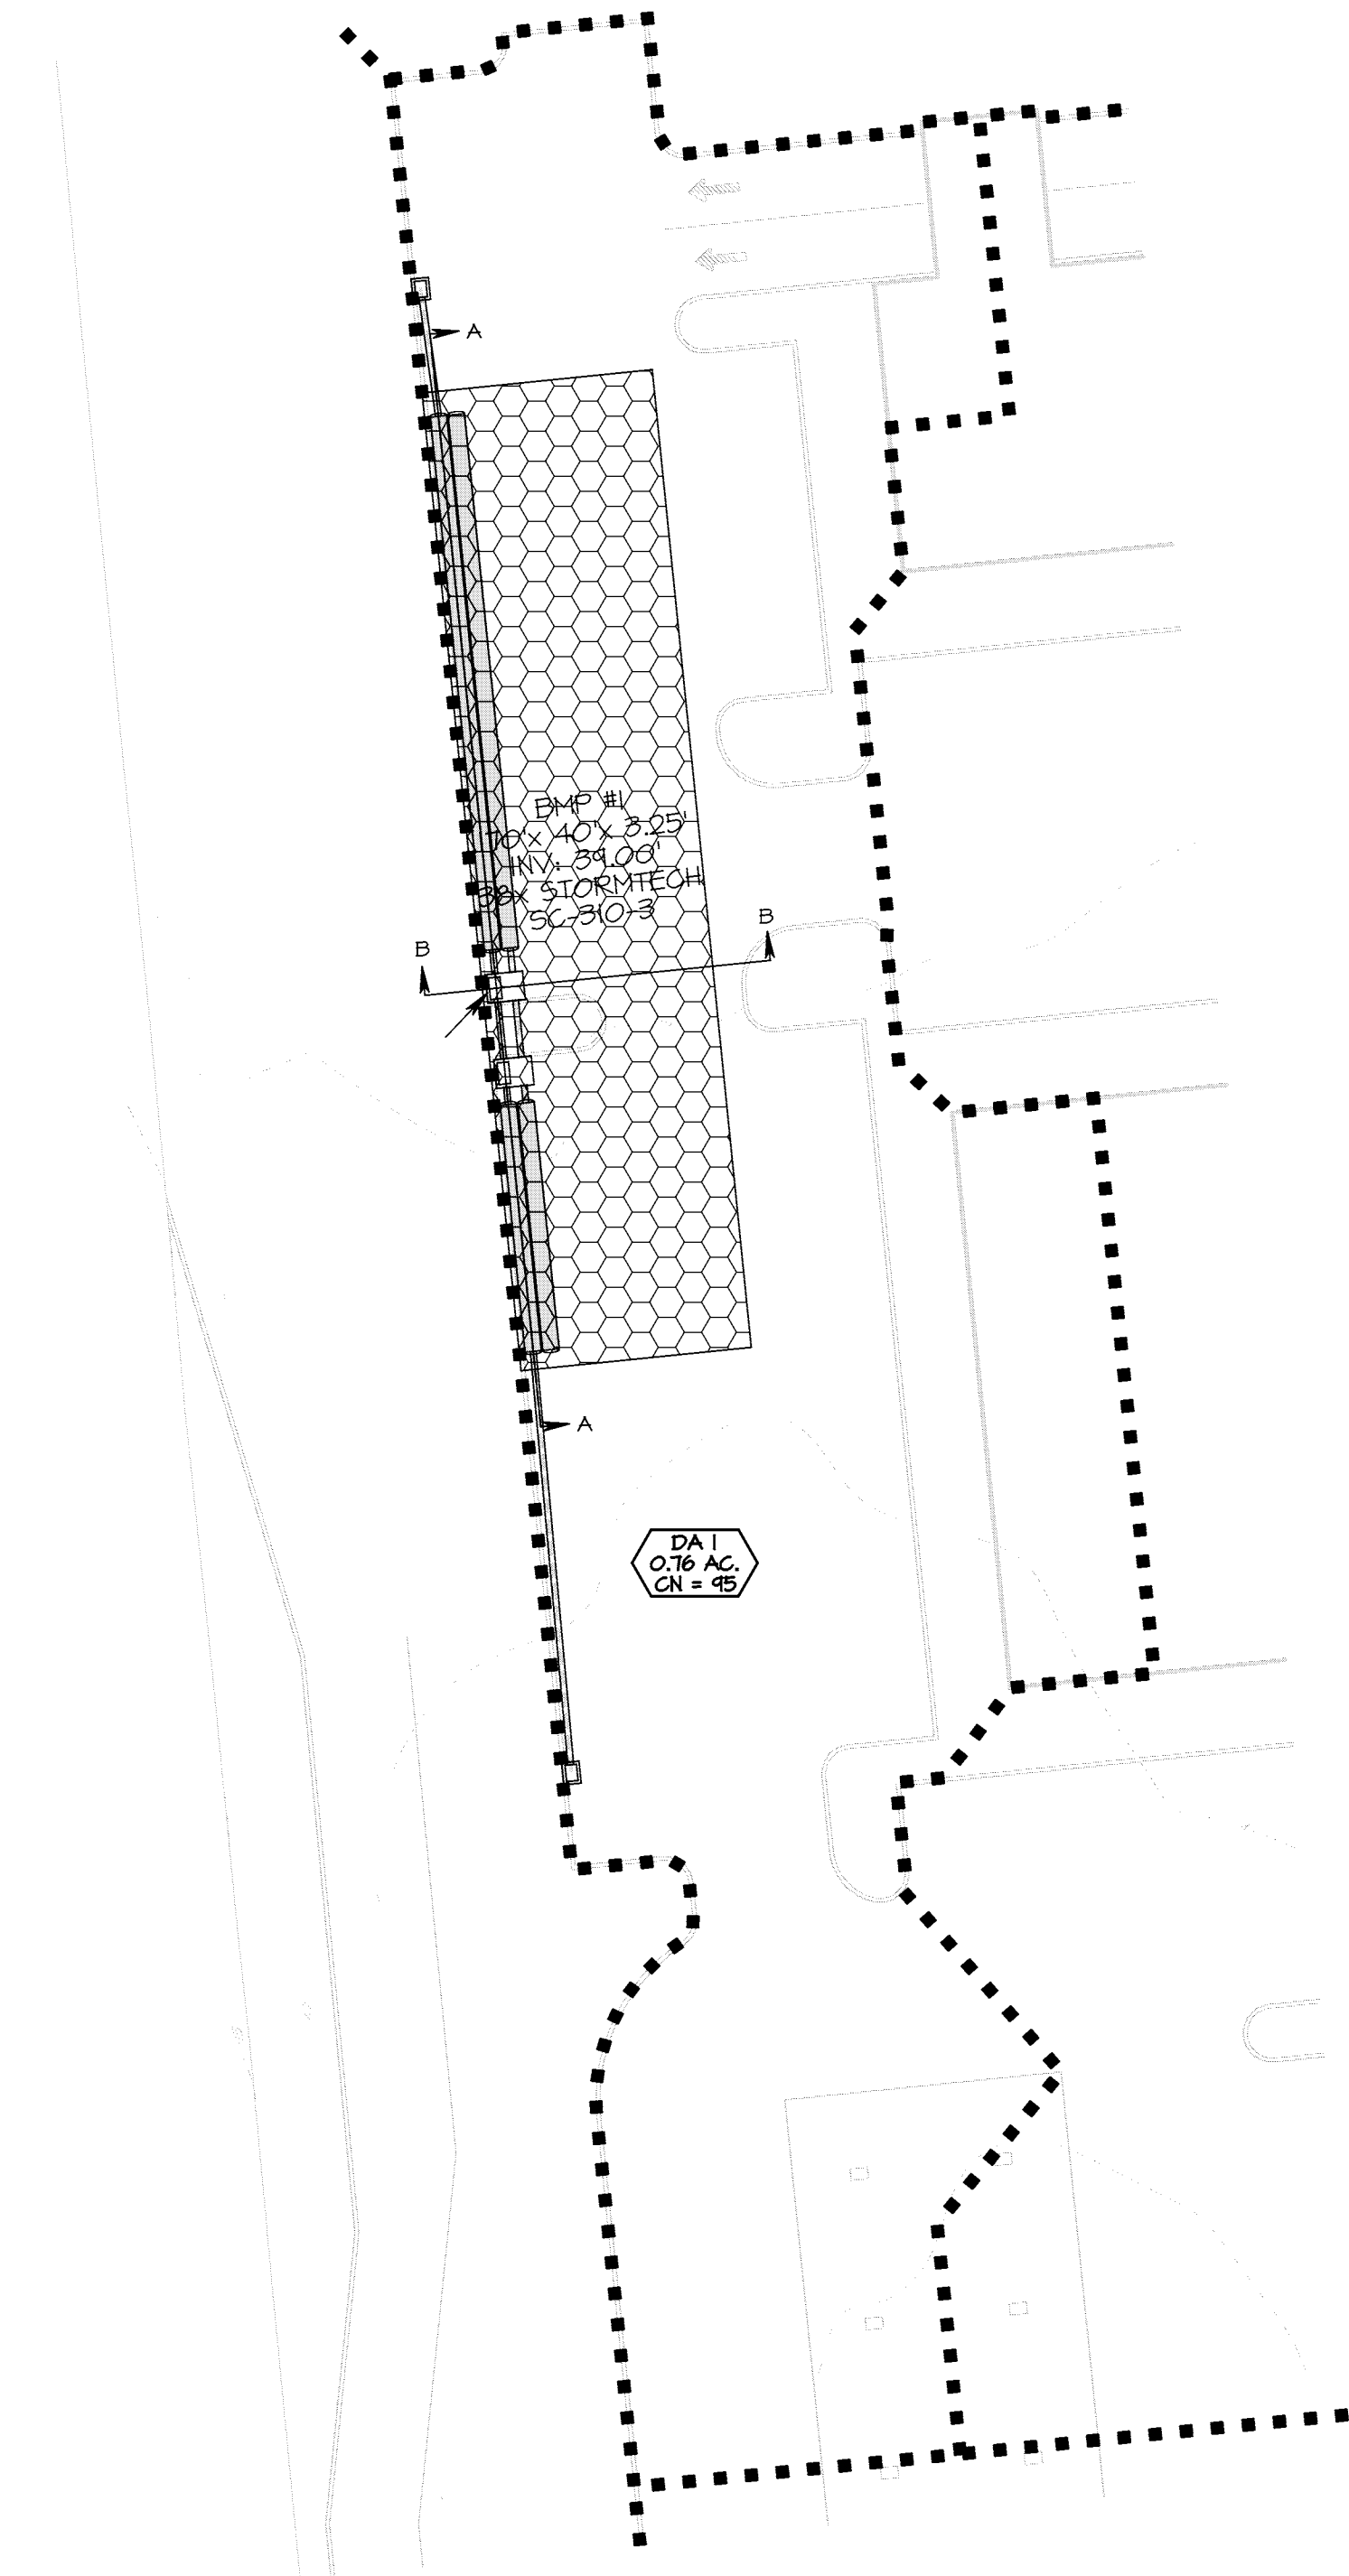 A
BMP #1
70'x 40'x 3.25'
INV: 39.00'
38x STORMTECH
SC-310-3
B
B
A
DA 1
0.76 AC.
CN = 95